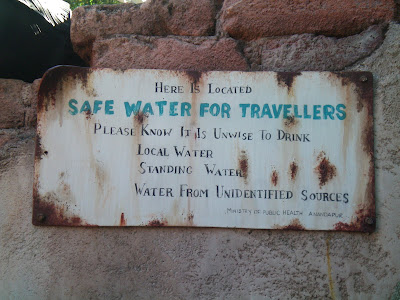 Here Is Located
SAFE WATER FOR TRAVELLERS
Please Know It Is Unwise To Drink
Local Water
Standing Water
Water From Unidentified Sources
MINISTRY OF PUBLIC HEALTH ANANDAPUR